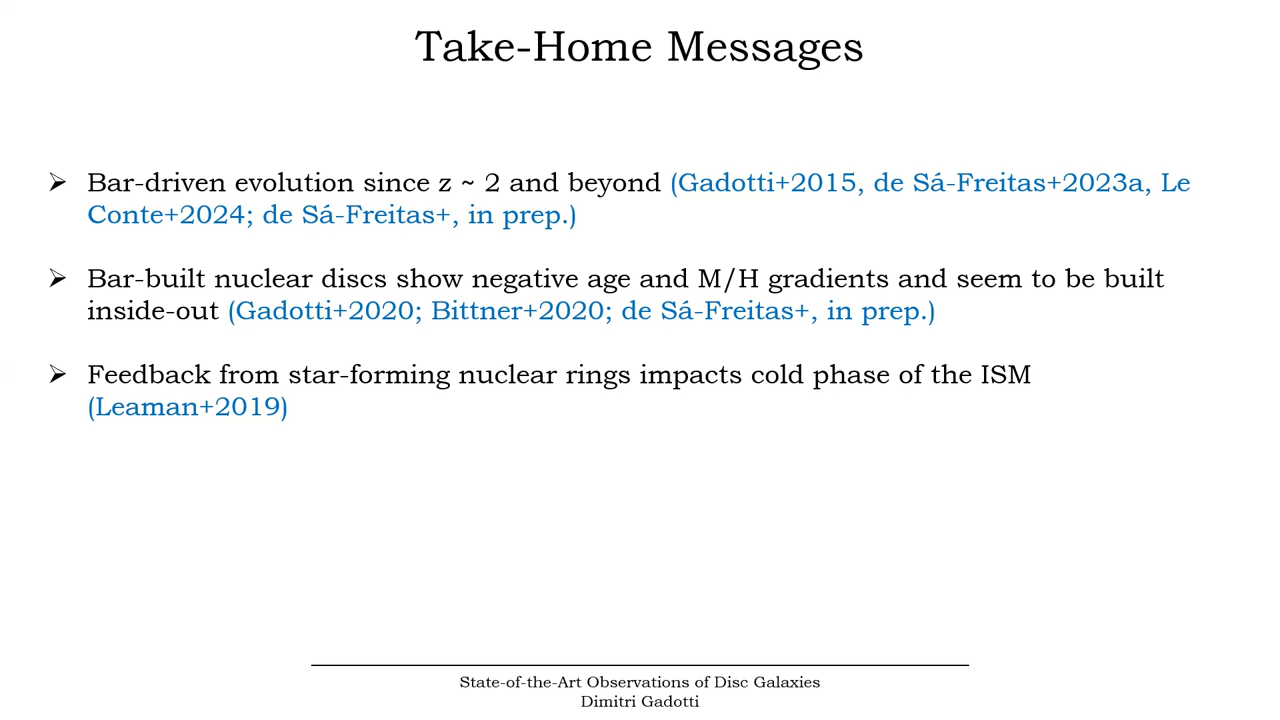 Take-Home Messages
➢ Bar-driven evolution since z ~ 2 and beyond (Gadotti+2015, de Sá-Freitas+2023a, Le
Conte+2024; de Sá-Freitas+, in prep.)
➢ Bar-built nuclear discs show negative age and M/H gradients and seem to be built
inside-out (Gadotti+2020; Bittner+2020; de Sá-Freitas+, in prep.)
➢ Feedback from star-forming nuclear rings impacts cold phase of the ISM
(Leaman+2019)
State-of-the-Art Observations of Disc Galaxies
Dimitri Gadotti